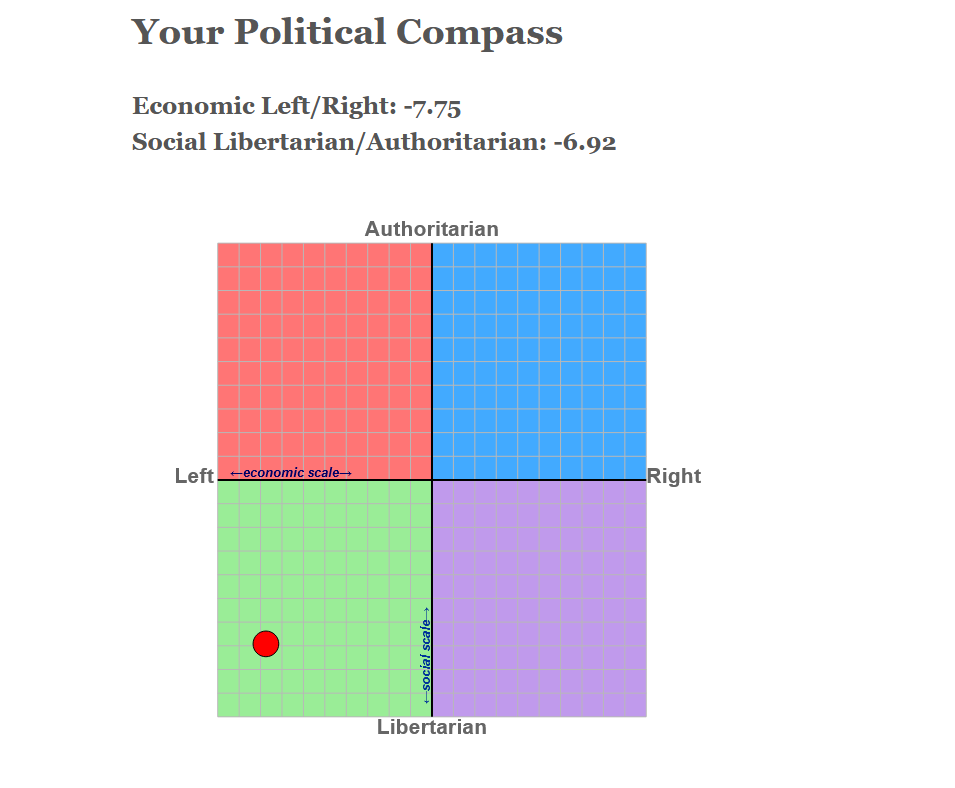 Your Political Compass
Economic Left/Right: -7.75
Social Libertarian/Authoritarian: -6.92
Authoritarian
Left
←economic scale→
Right
←social scale→
Libertarian